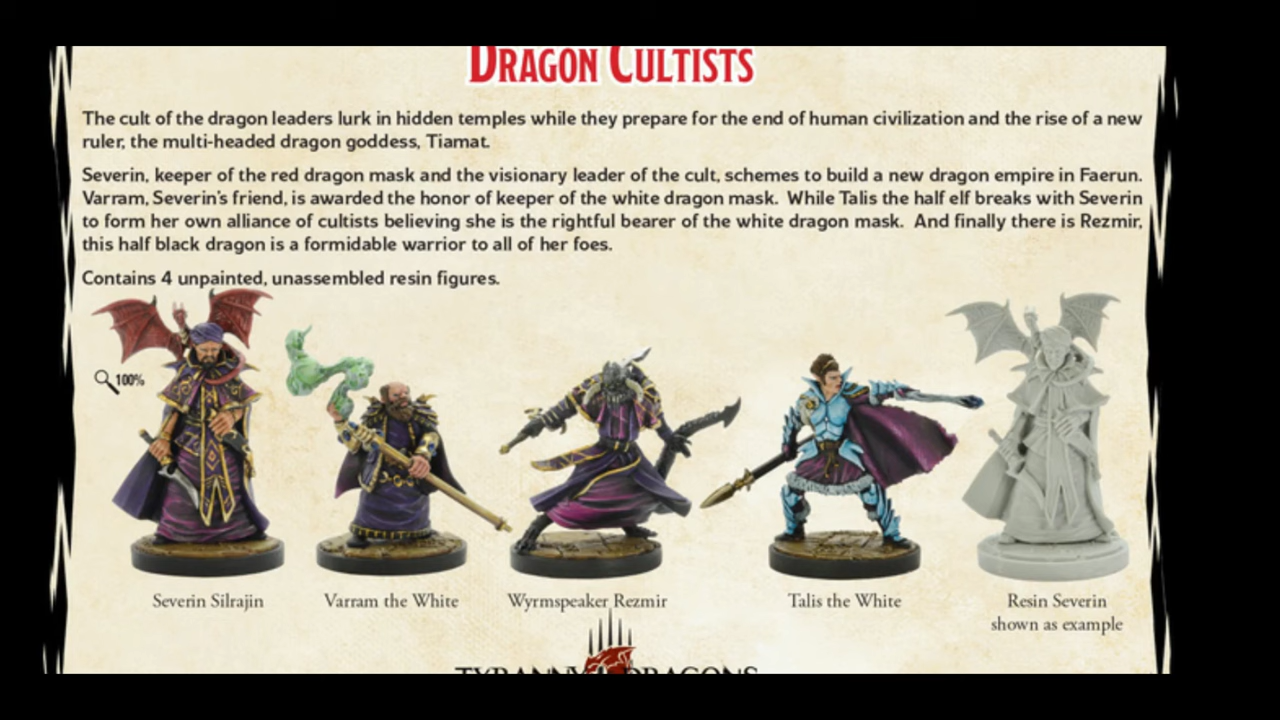 DRAGON CULTISTS
The cult of the dragon leaders lurk in hidden temples while they prepare for the end of human civilization and the rise of a new
ruler, the multi-headed dragon goddess, Tiamat.
Severin, keeper of the red dragon mask and the visionary leader of the cult, schemes to build a new dragon empire in Faerun.
Varram, Severin's friend, is awarded the honor of keeper of the white dragon mask. While Talis the half elf breaks with Severin
to form her own alliance of cultists believing she is the rightful bearer of the white dragon mask. And finally there is Rezmir,
this half black dragon is a formidable warrior to all of her foes.
Contains 4 unpainted, unassembled resin figures.
100%
Severin Silrajin
Varram the White
Wyrmspeaker Rezmir
Talis the White
Resin Severin
shown as example
TYRANNY DRAGONS